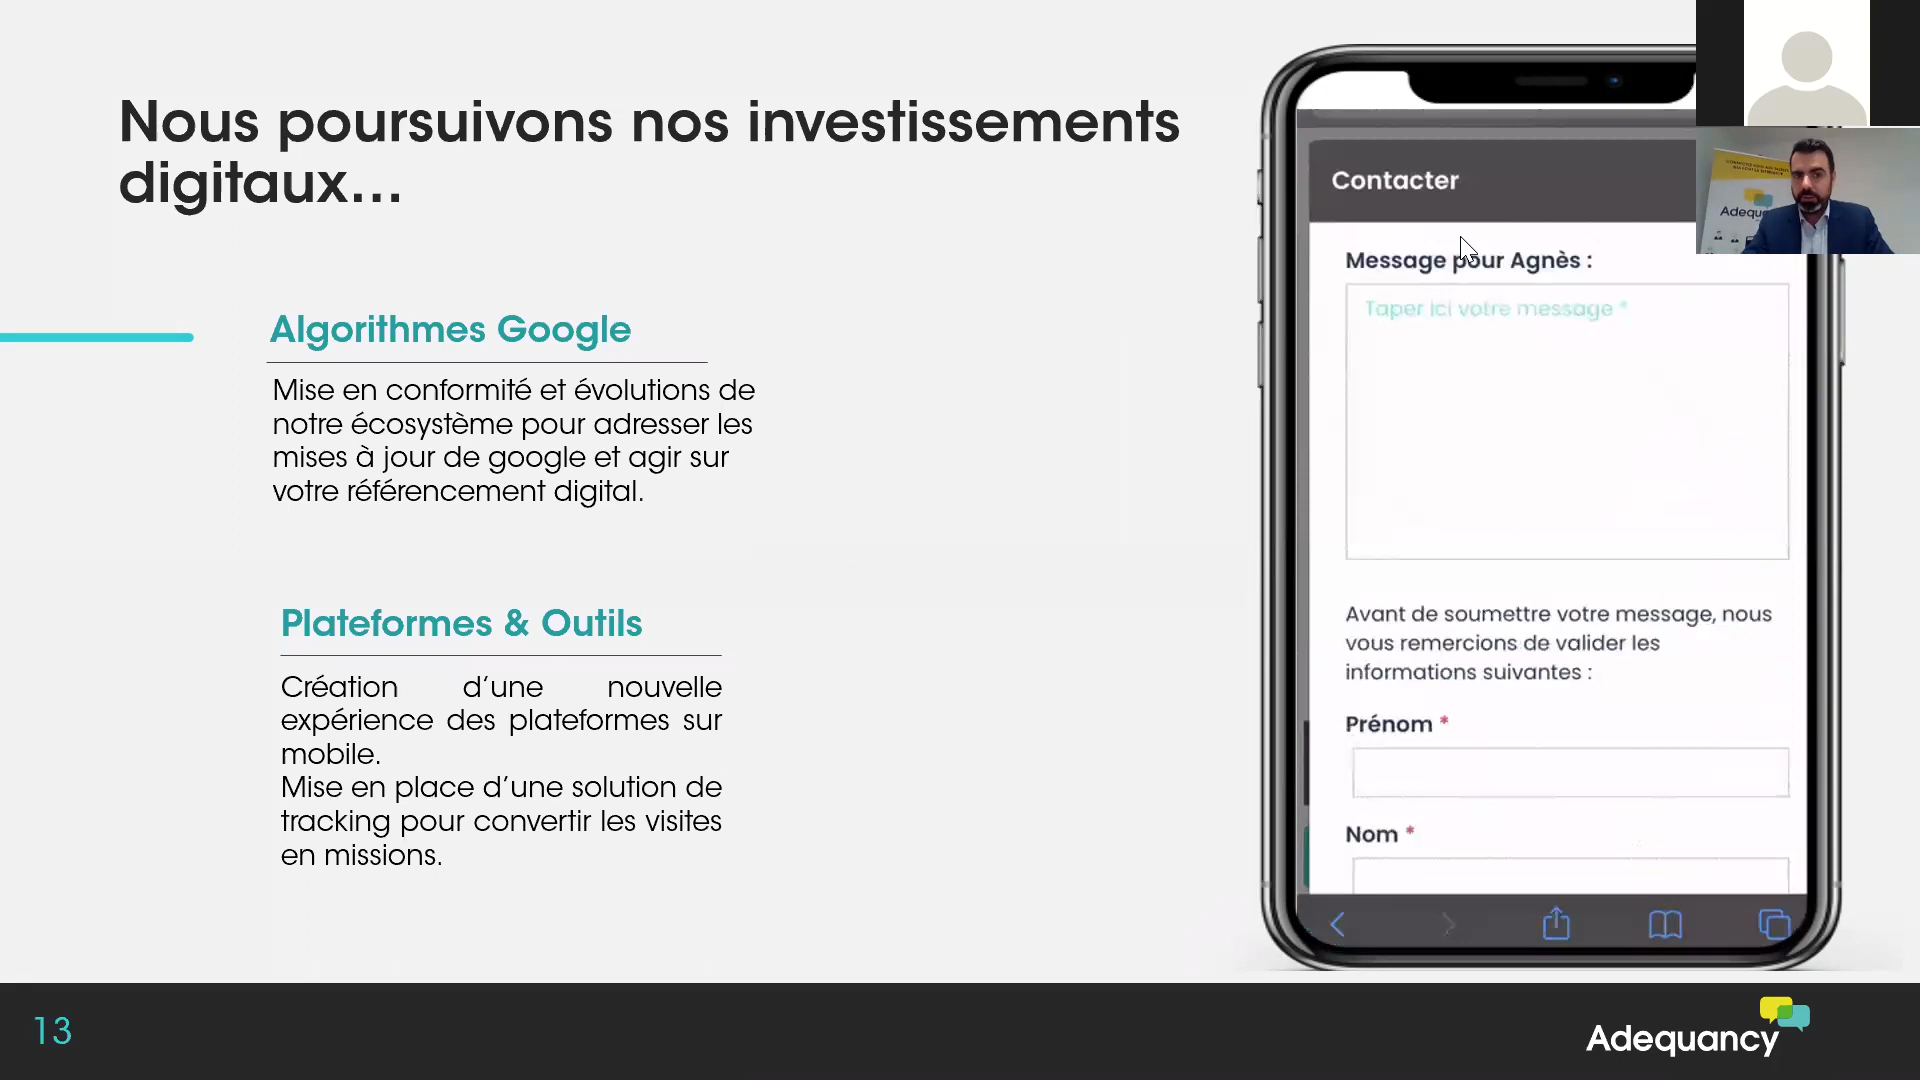 Nous poursuivons nos investissements
digitaux...
Algorithmes Google
Mise en conformité et évolutions de
notre écosystème pour adresser les
mises à jour de google et agir sur
votre référencement digital.
Plateformes & Outils
Création d’une nouvelle
expérience des plateformes sur
mobile.
Mise en place d’une solution de
tracking pour convertir les visites
en missions.
Contacter
Message pour Agnès :
Taper ici votre message *
Avant de soumettre votre message, nous
vous remercions de valider les
informations suivantes :
Prénom *
Nom *
13
Adequancy